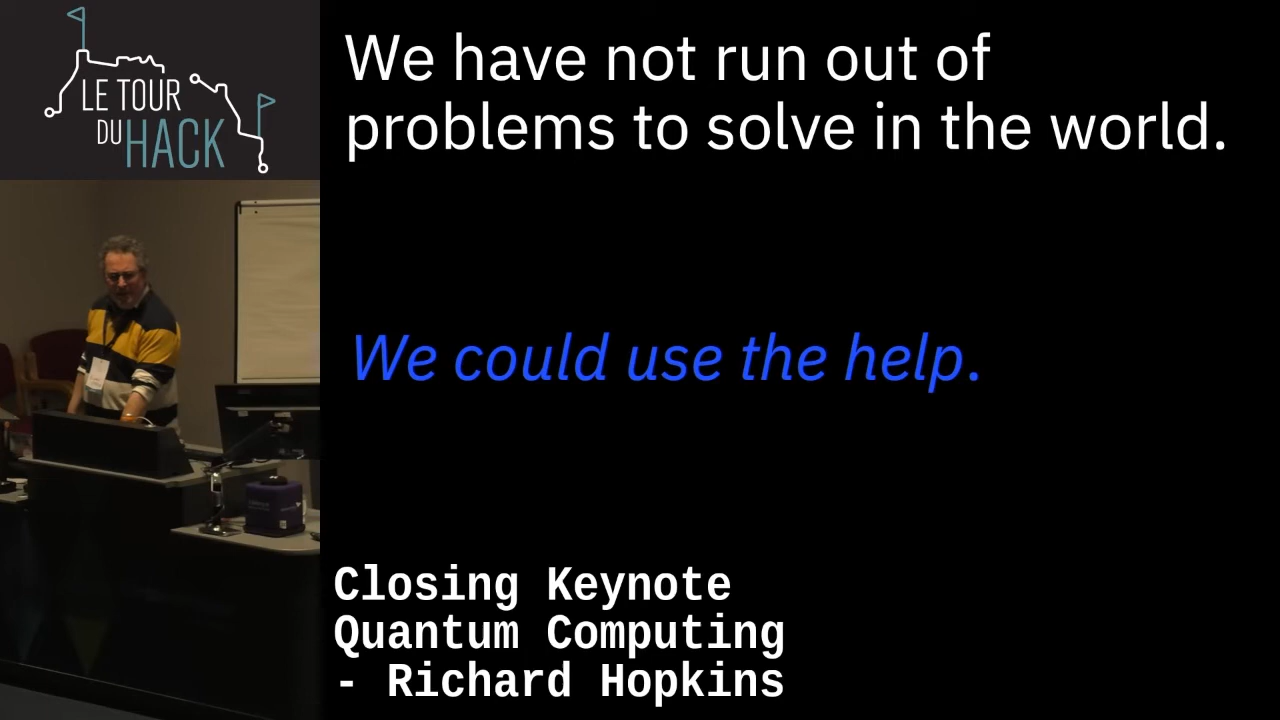 LE TOUR
DU HACK
We have not run out of
problems to solve in the world.
We could use the help.
Closing Keynote
Quantum Computing
- Richard Hopkins